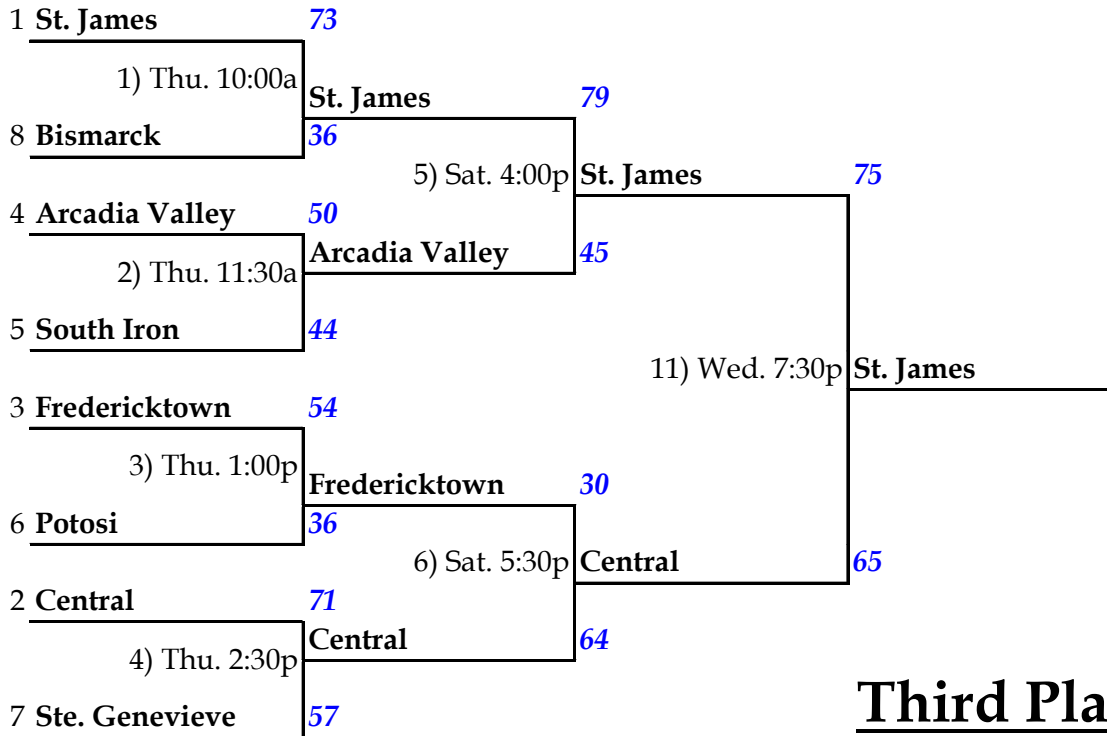 1 St. James 73
1) Thu. 10:00a
St. James 79
8 Bismarck 36
5) Sat. 4:00p St. James 75
4 Arcadia Valley 50
Arcadia Valley 45
2) Thu. 11:30a
5 South Iron 44
11) Wed. 7:30p St. James
3 Fredericktown 54
3) Thu. 1:00p
Fredericktown 30
6 Potosi 36
6) Sat. 5:30p Central 65
2 Central 71
Central 64
4) Thu. 2:30p
7 Ste. Genevieve 57
Third Pla